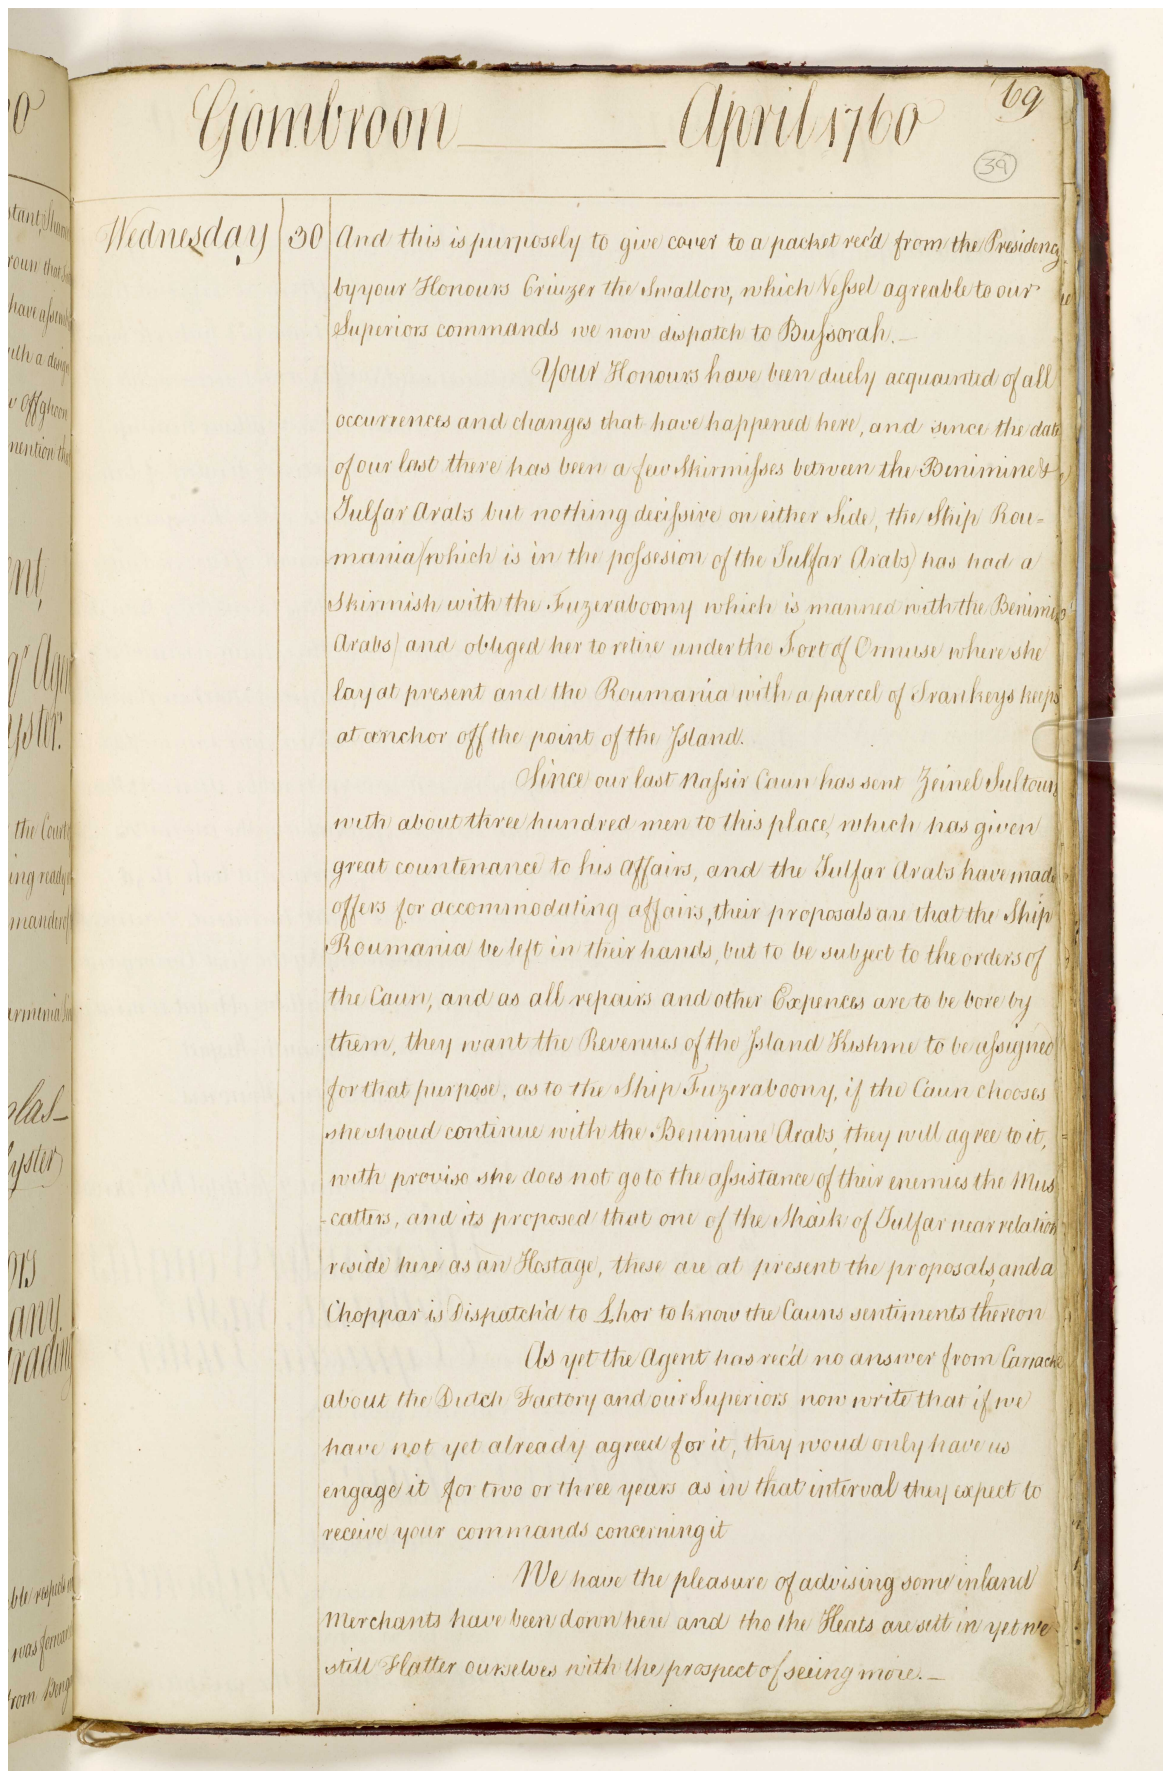 Gombroon April 1760
69
39
Wednesday 30 And this is purposely to give cover to a packet rec'd from the Presidency
by your Honours Cruizer the Swallow, which Vessel agreable to our
Superiors commands we now dispatch to Bussorah.—
Your Honours have been duely acquainted of all
occurrences and changes that have happened here, and since the date
of our last there has been a few Skirmisses between the Benimine &
Julfar Arabs but nothing decissive on either Side, the Ship Rou=
mania (which is in the possesion of the Julfar Arabs) has had a
Skirmish with the Fuzeraboony which is manned with the Benimine
Arabs) and obliged her to retire under the Fort of Ormuse where she
lay at present and the Roumania with a parcel of Trankeys keeps
at anchor off the point of the Island.
Since our last Nassir Caun has sent Zeinel Sultoun
with about three hundred men to this place, which has given
great countenance to his affairs, and the Julfar Arabs have made
offers for accommodating affairs, their proposals are that the Ship
Roumania be left in their hands, but to be subject to the orders of
the Caun, and as all repairs and other Expences are to be bore by
them, they want the Revenues of the Island Kishme to be assigned
for that purpose, as to the Ship Fuzeraboony, if the Caun chooses
she shoud continue with the Benimine Arabs, they will agree to it,
with proviso she does not go to the assistance of their enemies the Mus
-catters, and its proposed that one of the Shaik of Julfar near relation
reside here as an Hostage, these are at present the proposals, and a
Choppar is Dispatch'd to Lhor to know the Cauns sentiments thereon
As yet the Agent has rec'd no answer from Carrack
about the Dutch Factory and our Superiors now write that if we
have not yet already agreed for it, they woud only have us
engage it for two or three years as in that interval they expect to
receive your commands concerning it
We have the pleasure of advising some inland
Merchants have been down here and tho the Heats are sett in yet we
still Flatter ourselves with the prospect of seeing more.—